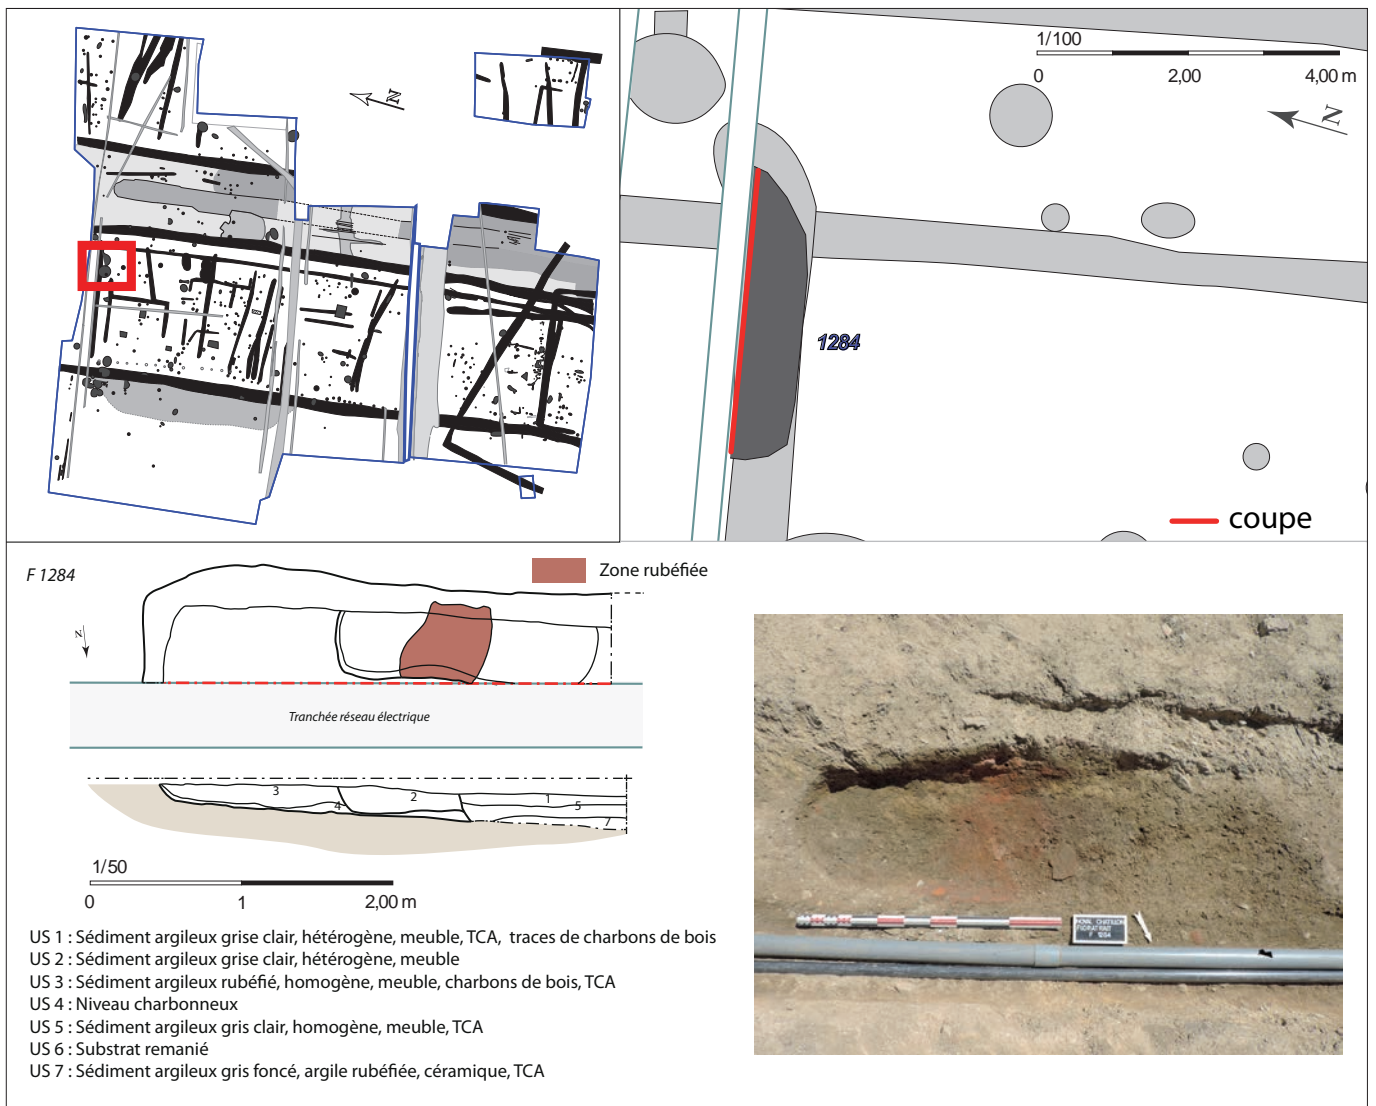 N
1/100
0 2,00 4,00 m
N
1284
coupe
F 1284
Zone rubéfiée
N
Tranchée réseau électrique
3 2 1
4 5
7
1/50
0 1 2,00 m
US 1 : Sédiment argileux grise clair, hétérogène, meuble, TCA, traces de charbons de bois
US 2 : Sédiment argileux grise clair, hétérogène, meuble
US 3 : Sédiment argileux rubéfié, homogène, meuble, charbons de bois, TCA
US 4 : Niveau charbonneux
US 5 : Sédiment argileux gris clair, homogène, meuble, TCA
US 6 : Substrat remanié
US 7 : Sédiment argileux gris foncé, argile rubéfiée, céramique, TCA
F 1284